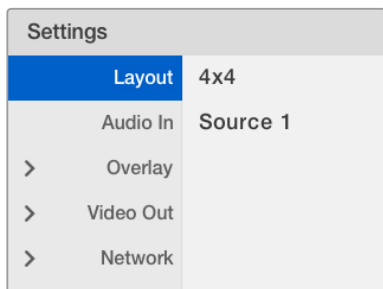 Settings
Layout 4x4
Audio In Source 1
Overlay
Video Out
Network